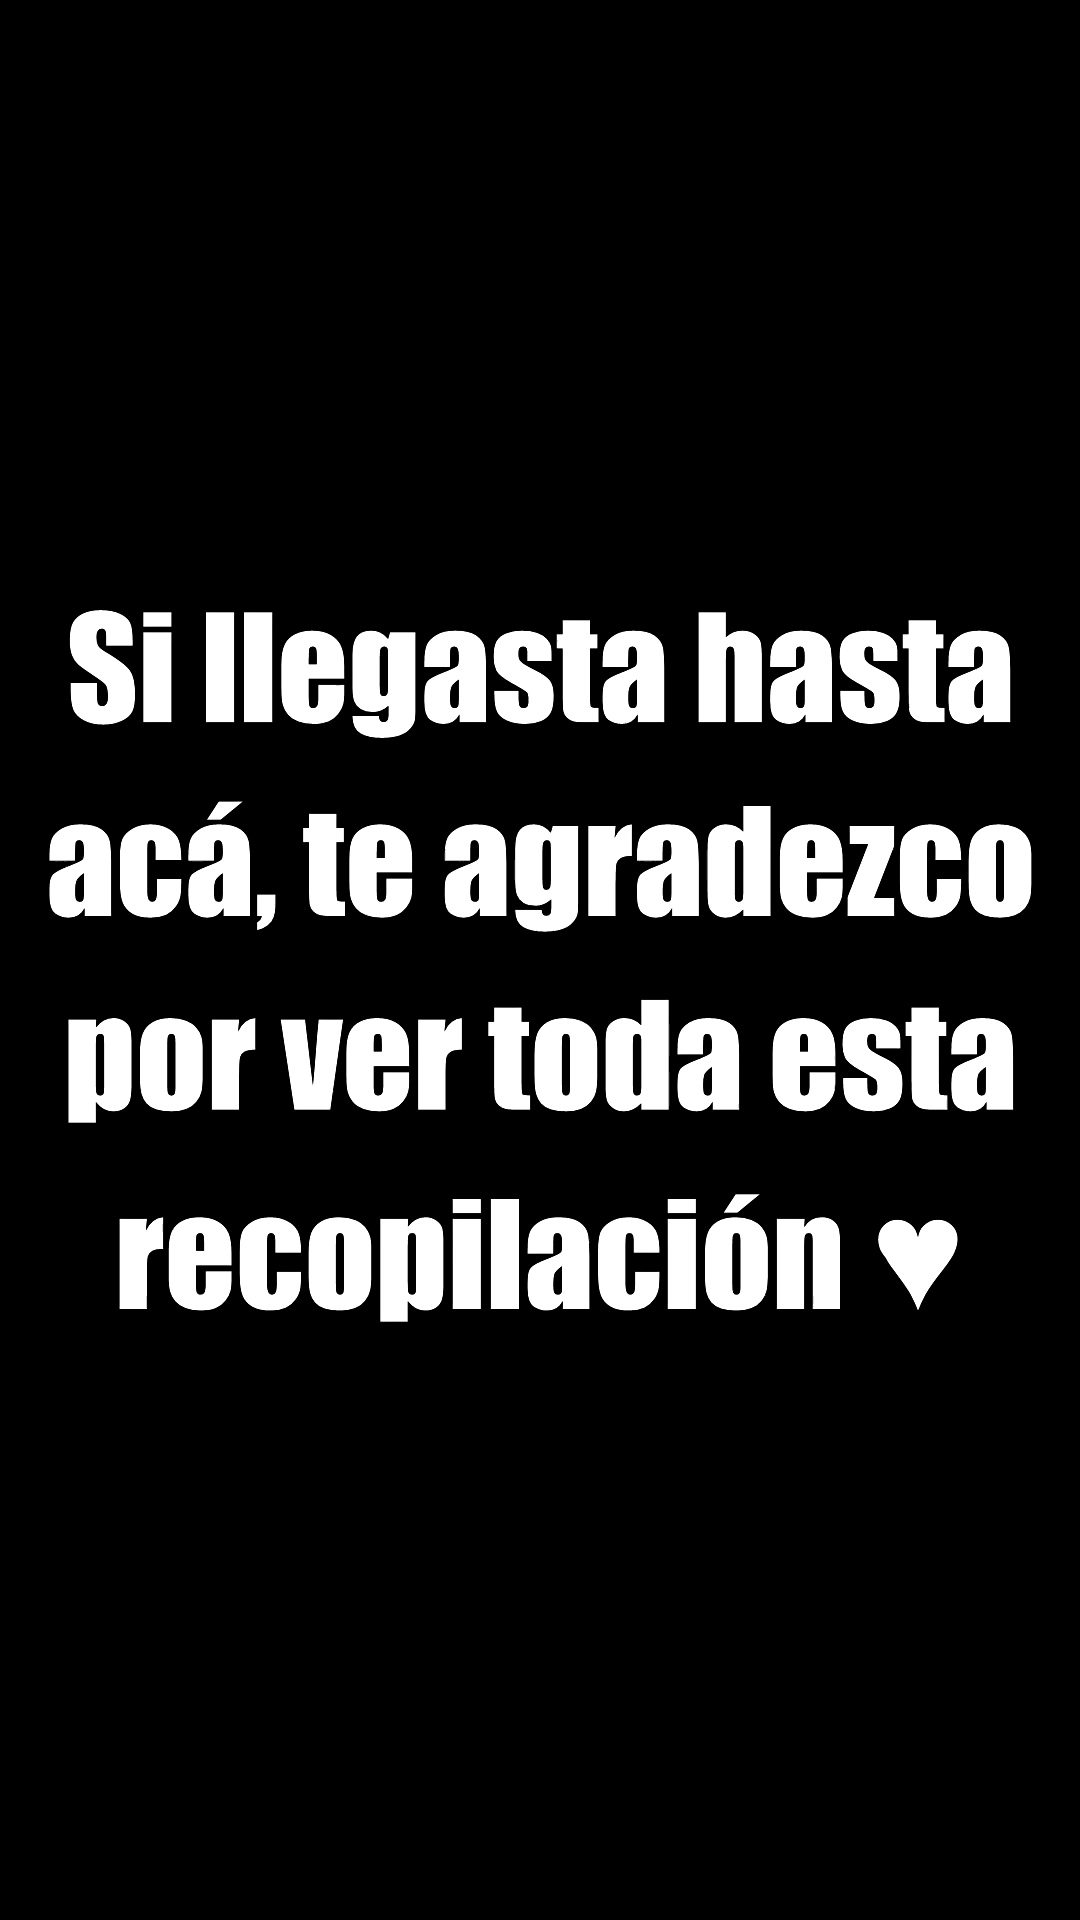 Si llegasta hasta
acá, te agradezco
por ver toda esta
recopilación ♥